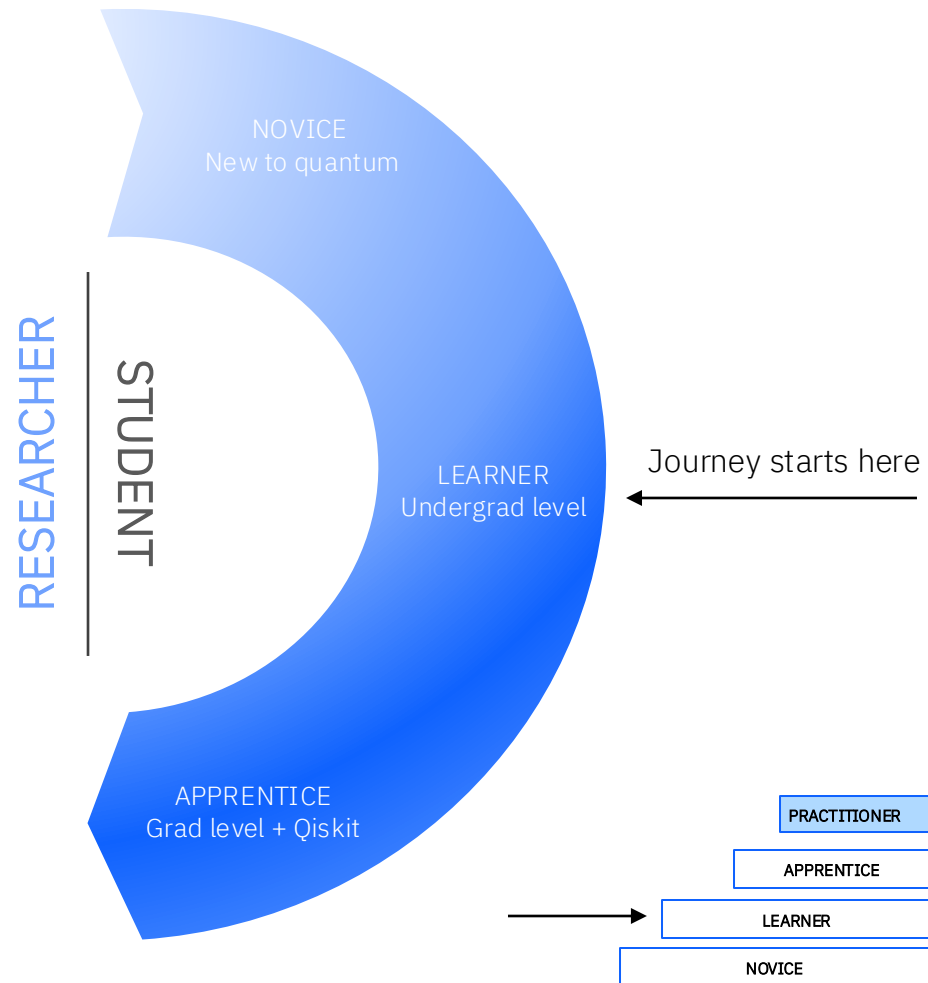 NOVICE
New to quantum
RESEARCHER
STUDENT
Journey starts here
LEARNER
Undergrad level
APPRENTICE
Grad level + Qiskit
PRACTITIONER
APPRENTICE
LEARNER
NOVICE